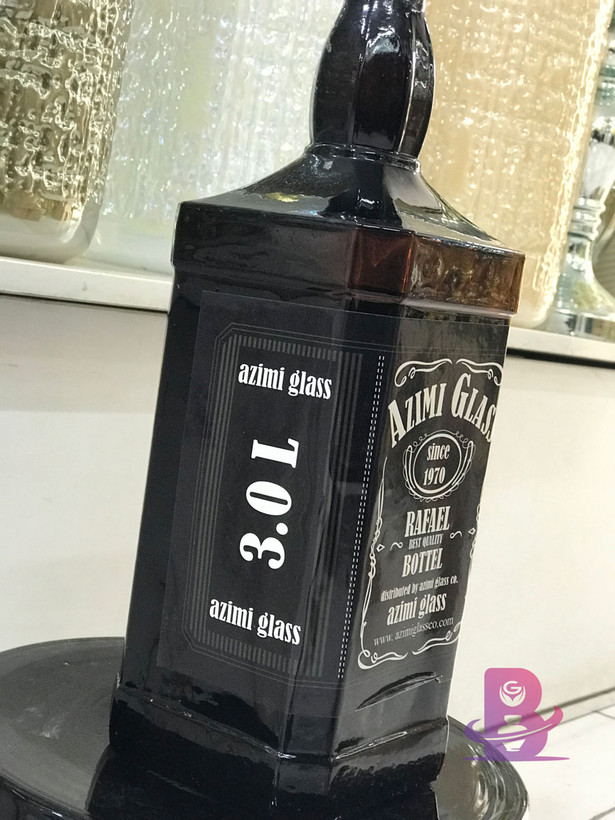 azimi glass
3.0 L
azimi glass
AZIMI GLASS
since
1970
RAFAEL
BEST QUALITY
BOTTEL
distributed by azimi glass co.
azimi glass
www.azimiglassco.com
B
G